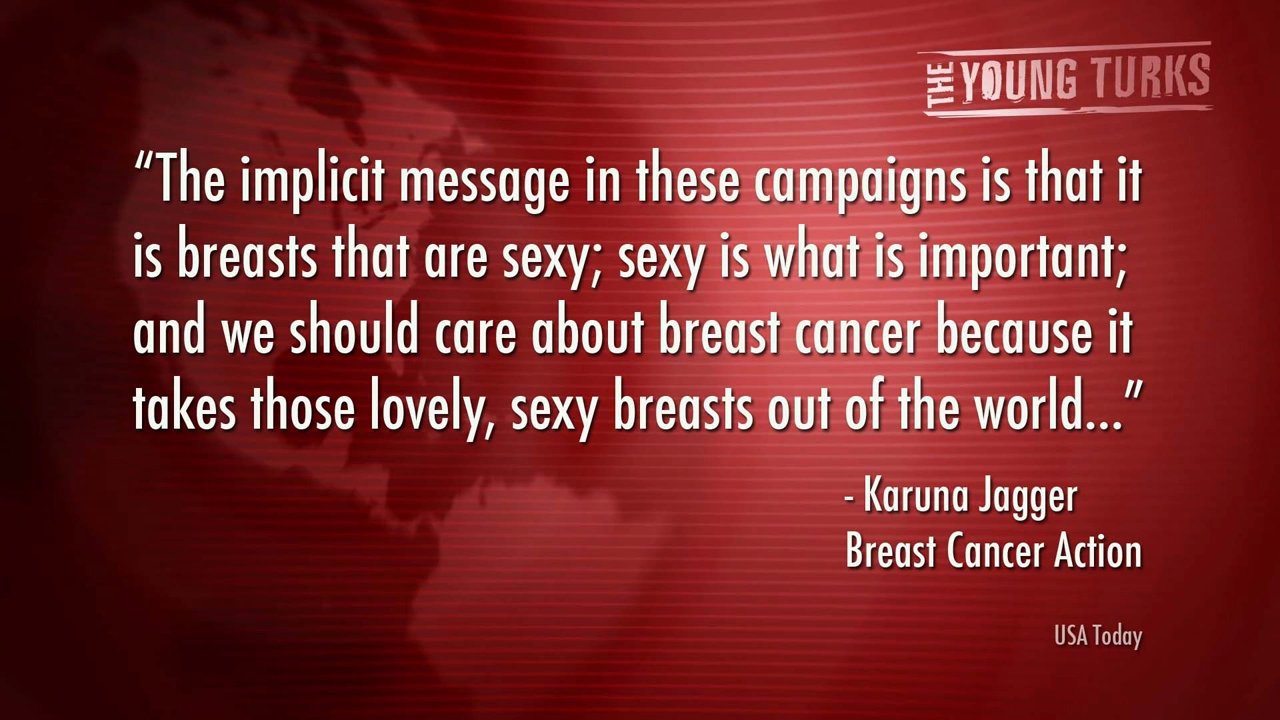 THE YOUNG TURKS
“The implicit message in these campaigns is that it
is breasts that are sexy; sexy is what is important;
and we should care about breast cancer because it
takes those lovely, sexy breasts out of the world...”
- Karuna Jagger
Breast Cancer Action
USA Today